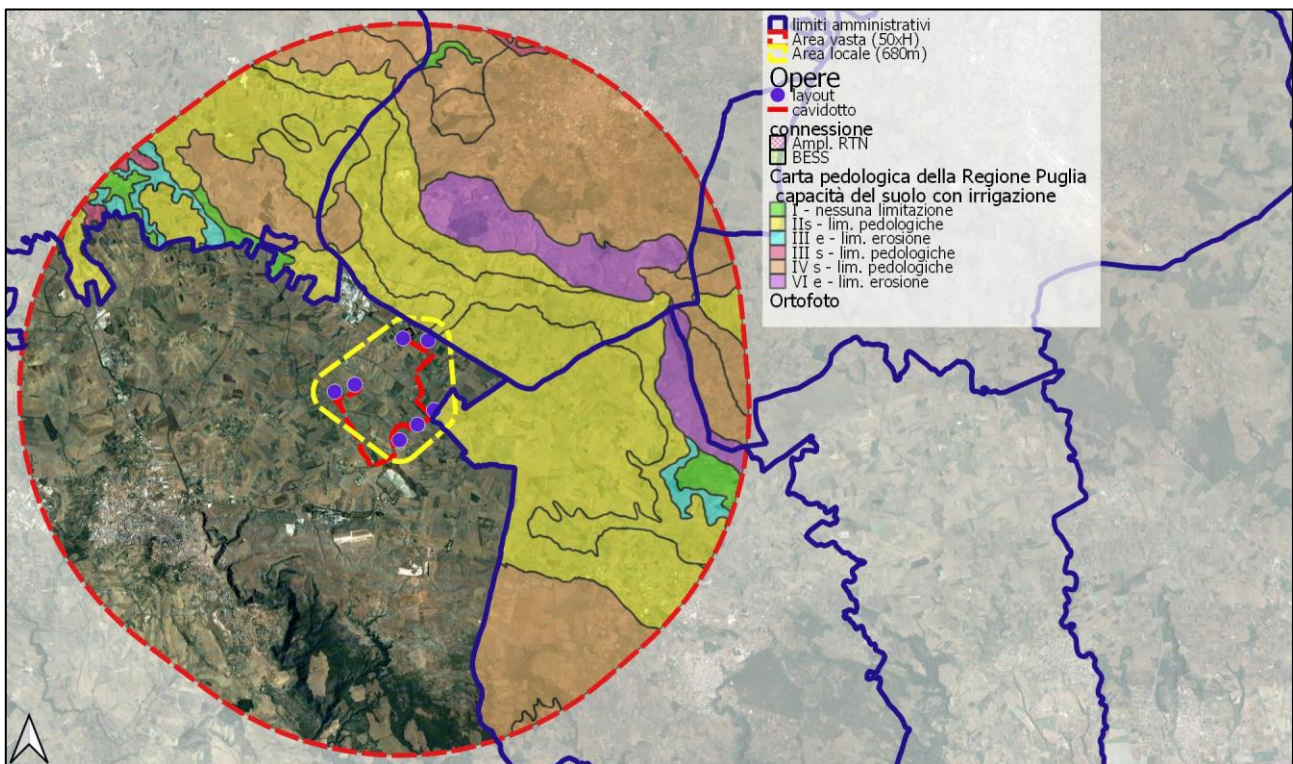 limiti amministrativi
Area vasta (50xH)
Area locale (680m)
Opere
layout
cavidotto
connessione
Ampl. RTN
BESS
Carta pedologica della Regione Puglia
capacità del suolo con irrigazione
I - nessuna limitazione
IIs - lim. pedologiche
III e - lim. erosione
III s - lim. pedologiche
IV s - lim. pedologiche
VI e - lim. erosione
Ortofoto